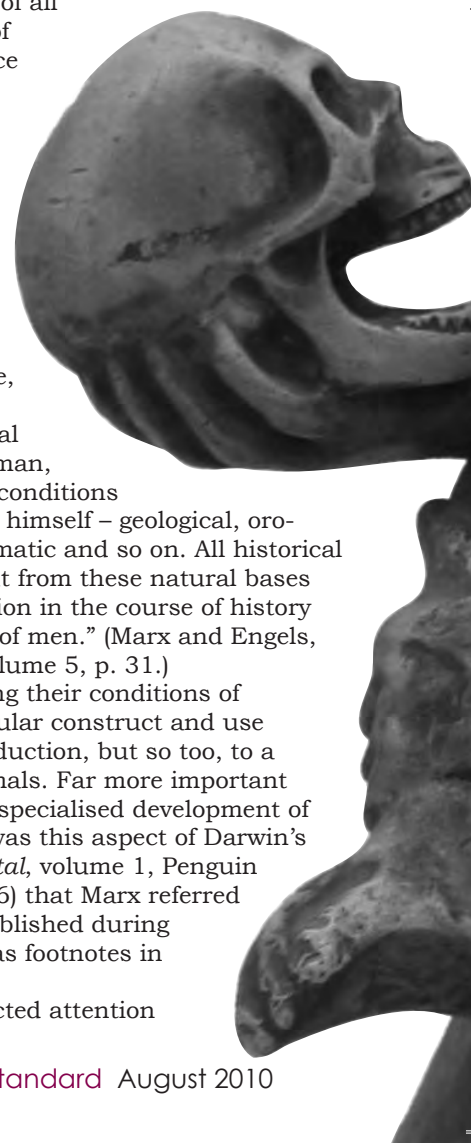 of all
of
ce
e,
al
man,
conditions
himself – geological, oro-
matic and so on. All historical
t from these natural bases
ion in the course of history
of men.” (Marx and Engels,
lume 5, p. 31.)
ng their conditions of
ular construct and use
duction, but so too, to a
mals. Far more important
specialised development of
was this aspect of Darwin’s
tal, volume 1, Penguin
6) that Marx referred
blished during
as footnotes in
cted attention
tandard August 2010